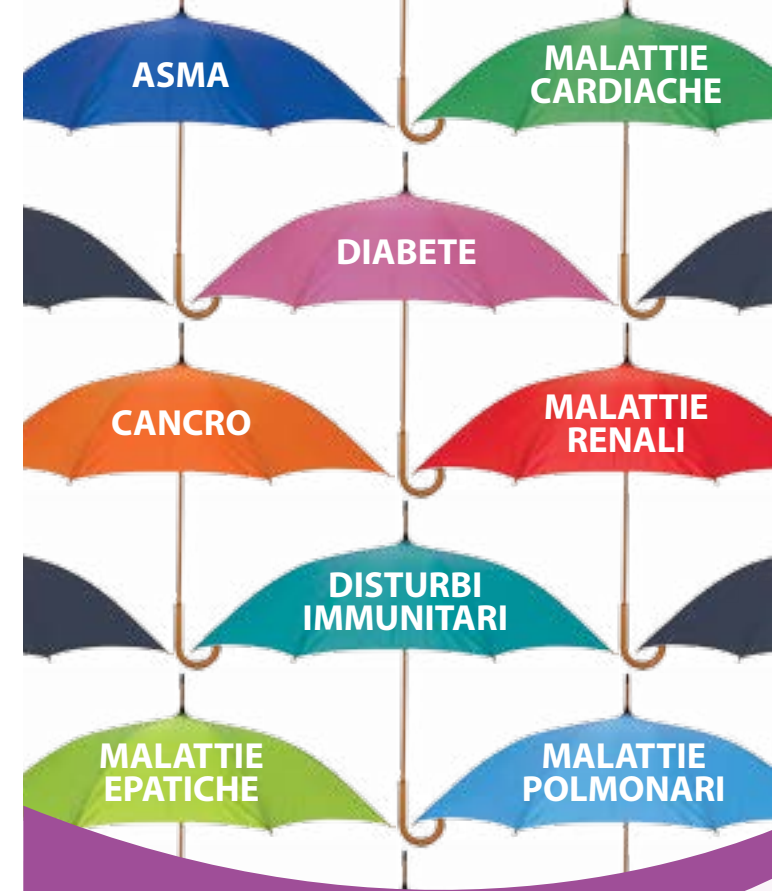 ASMA
MALATTIE
CARDIACHE
DIABETE
CANCRO
MALATTIE
RENALI
DISTURBI
IMMUNITARI
MALATTIE
EPATICHE
MALATTIE
POLMONARI